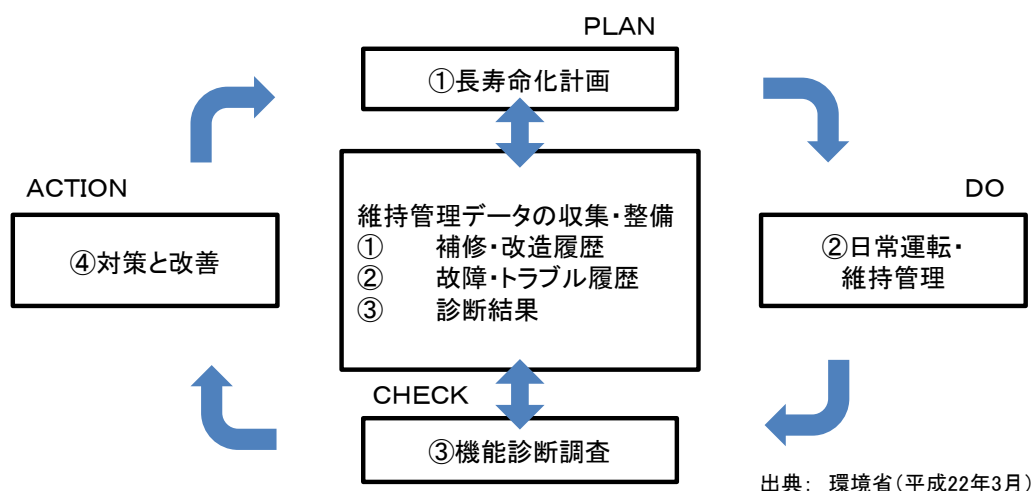 PLAN
①長寿命化計画
ACTION
④対策と改善
維持管理データの収集・整備
① 補修・改造履歴
② 故障・トラブル履歴
③ 診断結果
DO
②日常運転・
維持管理
CHECK
③機能診断調査
出典: 環境省(平成22年3月)